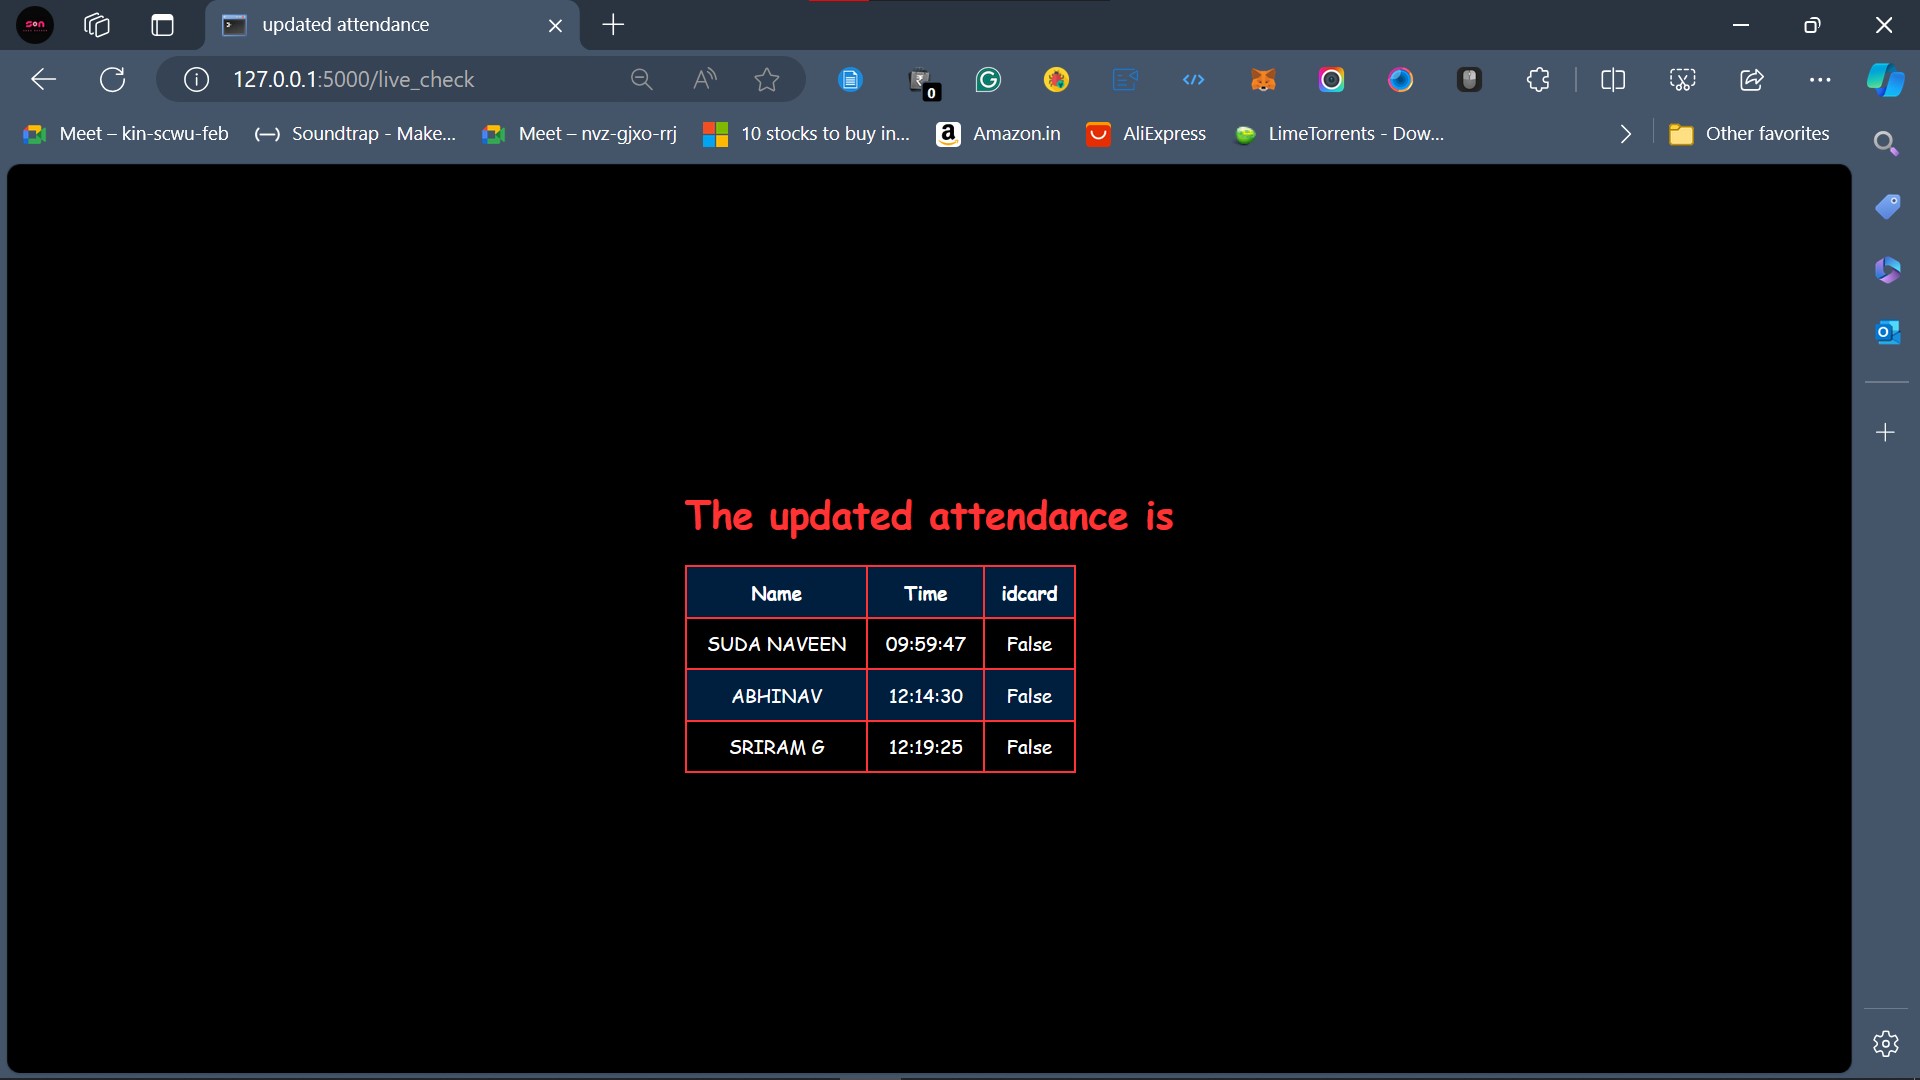 son
updated attendance
127.0.0.1:5000/live_check
0
Meet – kin-scwu-feb
Soundtrap - Make...
Meet – nvz-gjxo-rrj
10 stocks to buy in...
Amazon.in
AliExpress
LimeTorrents - Dow...
Other favorites
The updated attendance is
Name Time idcard
SUDA NAVEEN 09:59:47 False
ABHINAV 12:14:30 False
SRIRAM G 12:19:25 False